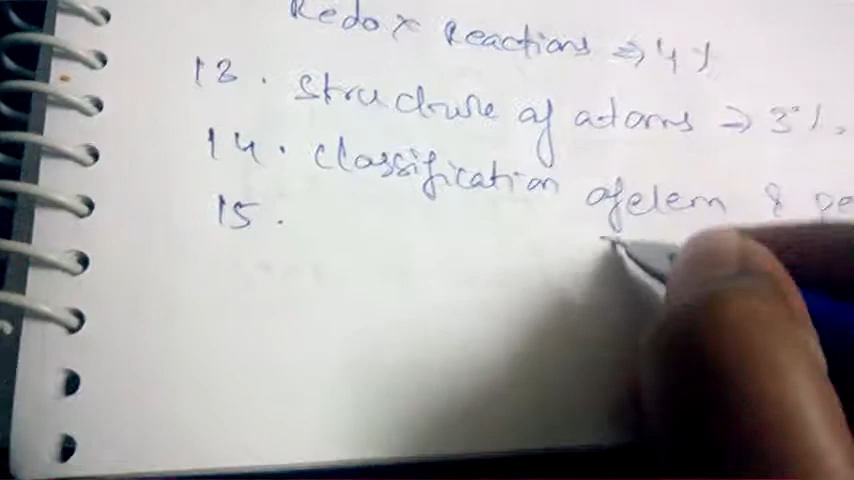 Redox Reactions ⇒ 4%
13. Structure of atoms ⇒ 3%.
14. Classification of elem & pe
15.